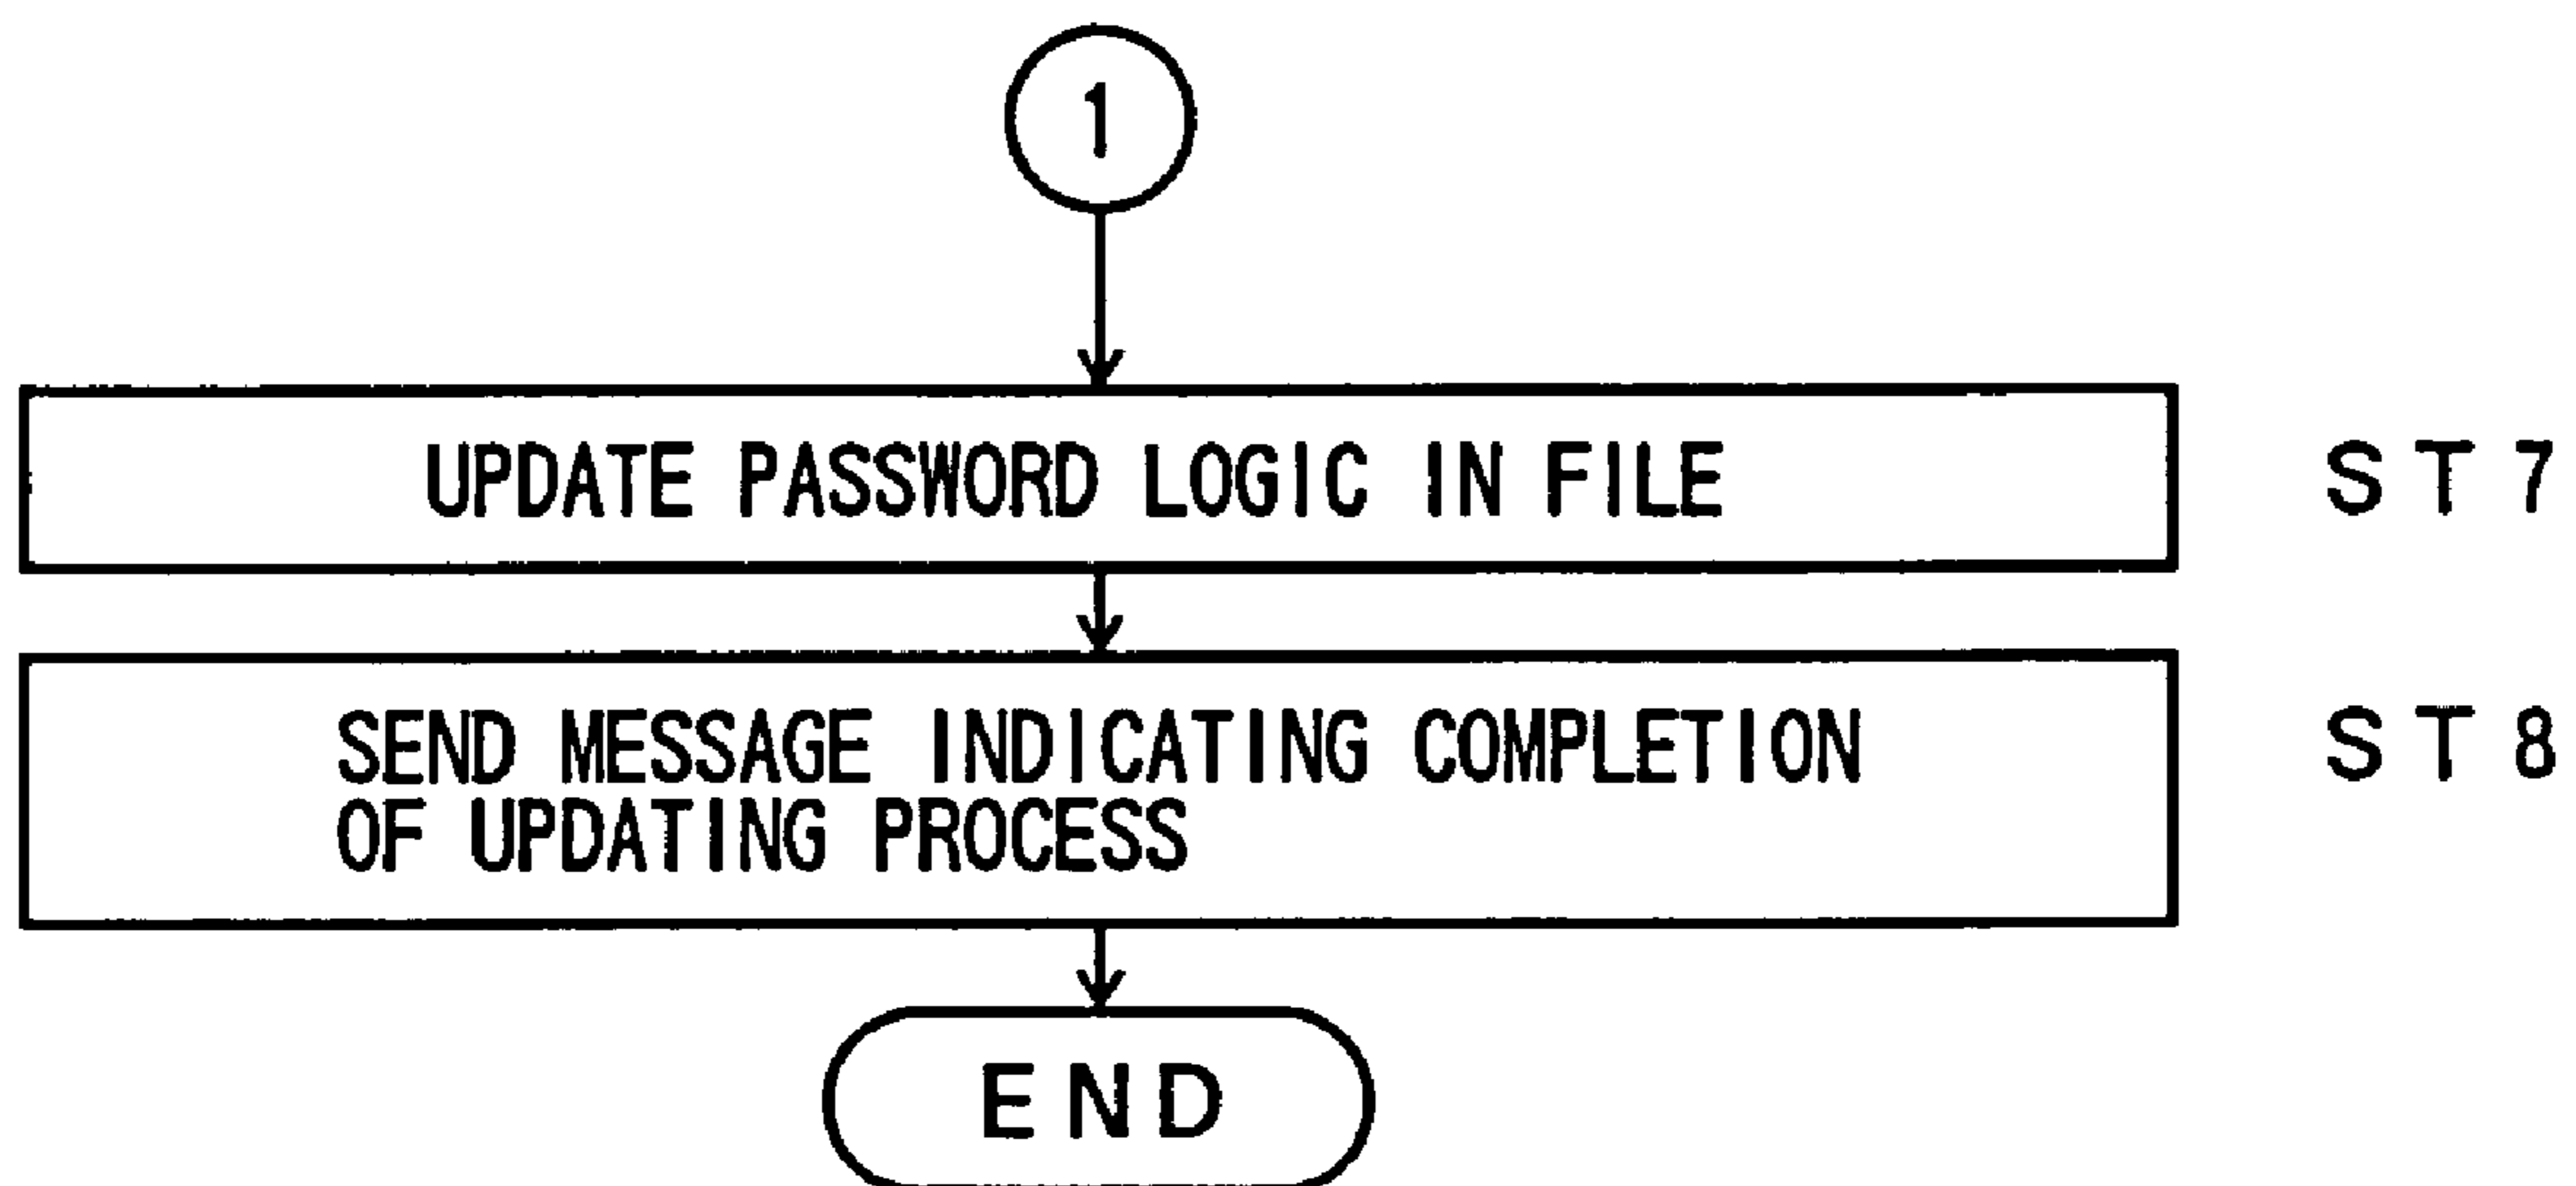 1
UPDATE PASSWORD LOGIC IN FILE
ST7
SEND MESSAGE INDICATING COMPLETION
OF UPDATING PROCESS
ST8
END